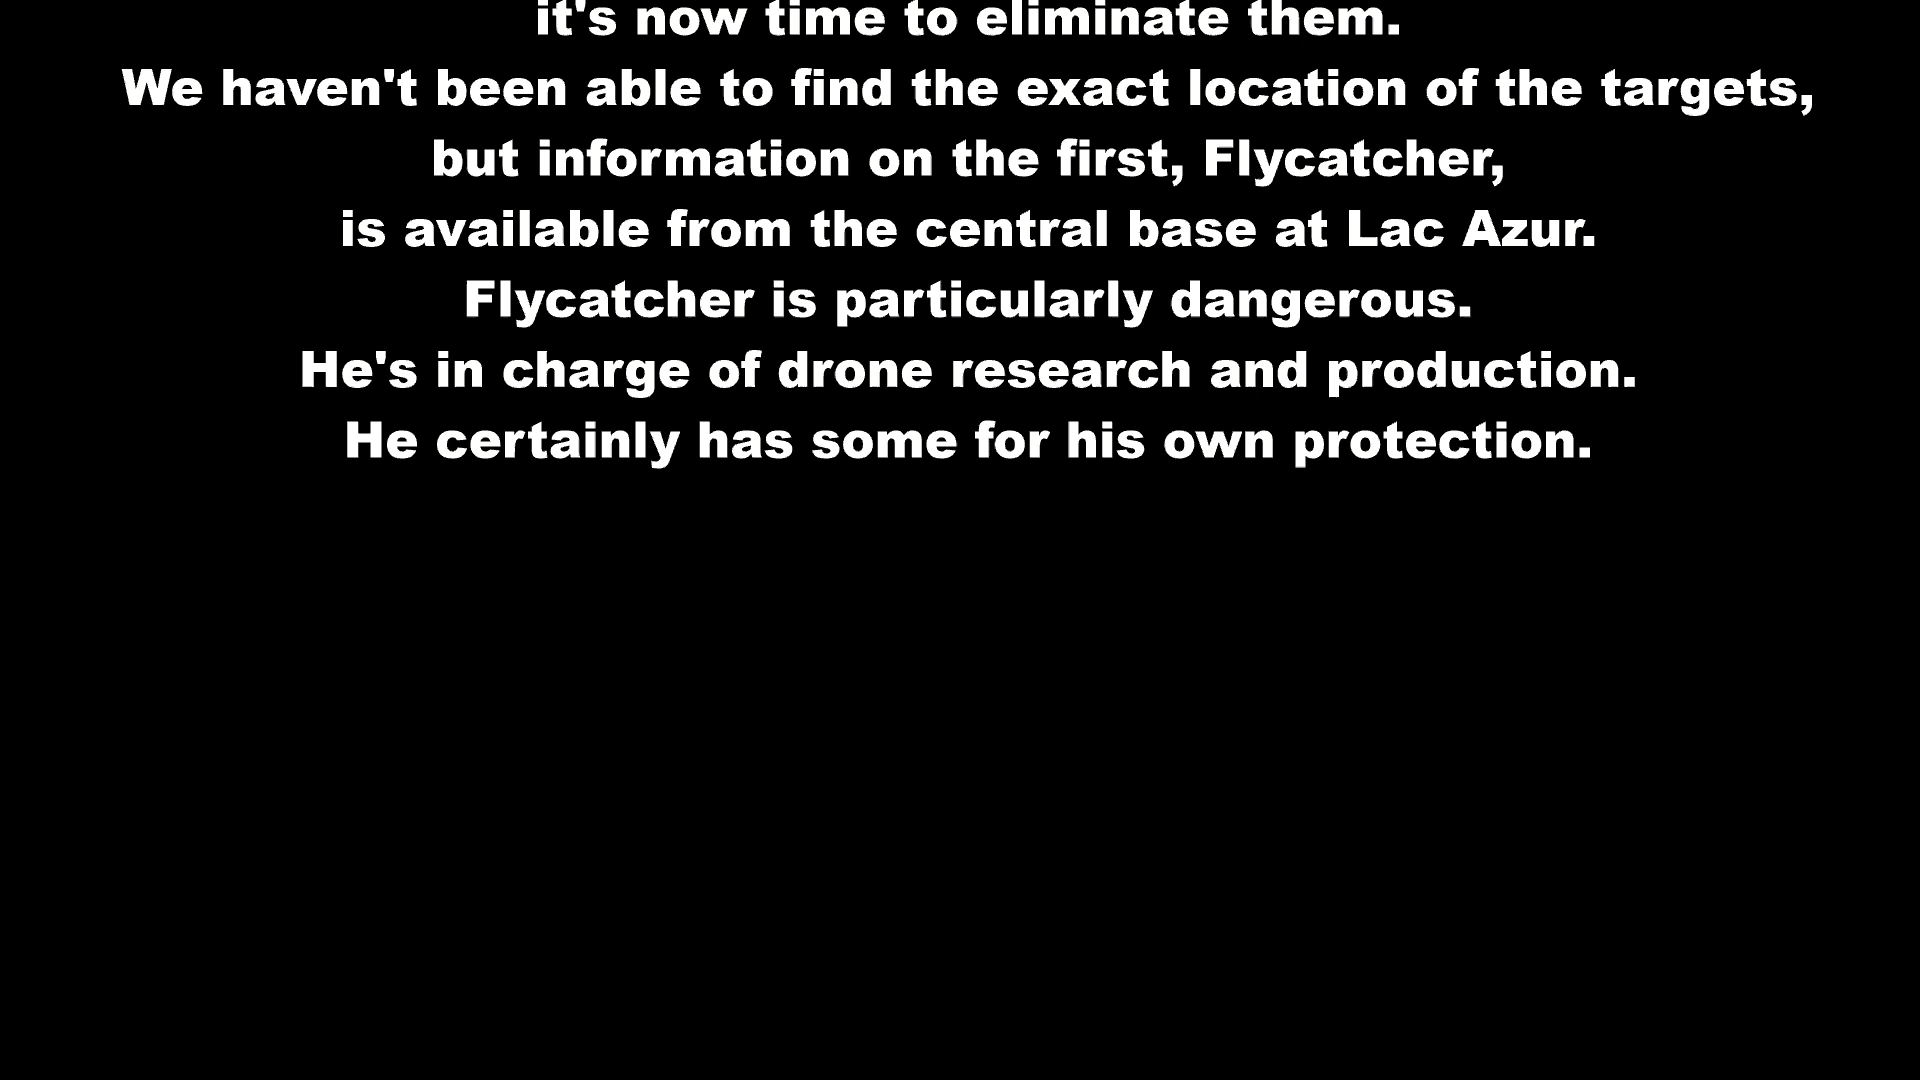 it's now time to eliminate them.
We haven't been able to find the exact location of the targets,
but information on the first, Flycatcher,
is available from the central base at Lac Azur.
Flycatcher is particularly dangerous.
He's in charge of drone research and production.
He certainly has some for his own protection.